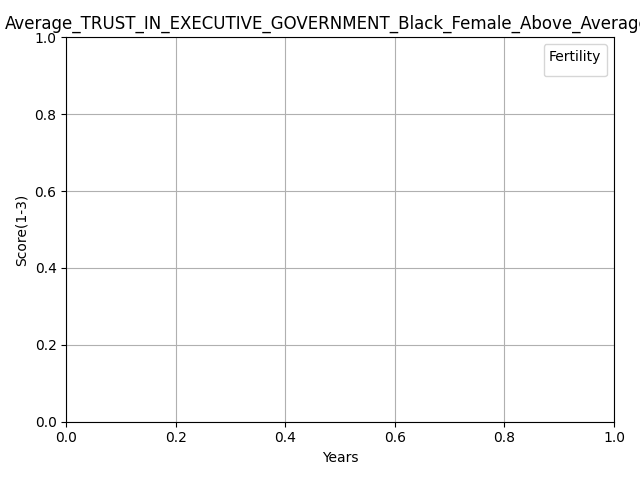 Average_TRUST_IN_EXECUTIVE_GOVERNMENT_Black_Female_Above_Average
1.0
Fertility
0.8
0.6
Score(1-3)
0.4
0.2
0.0
0.0 0.2 0.4 0.6 0.8 1.0
Years